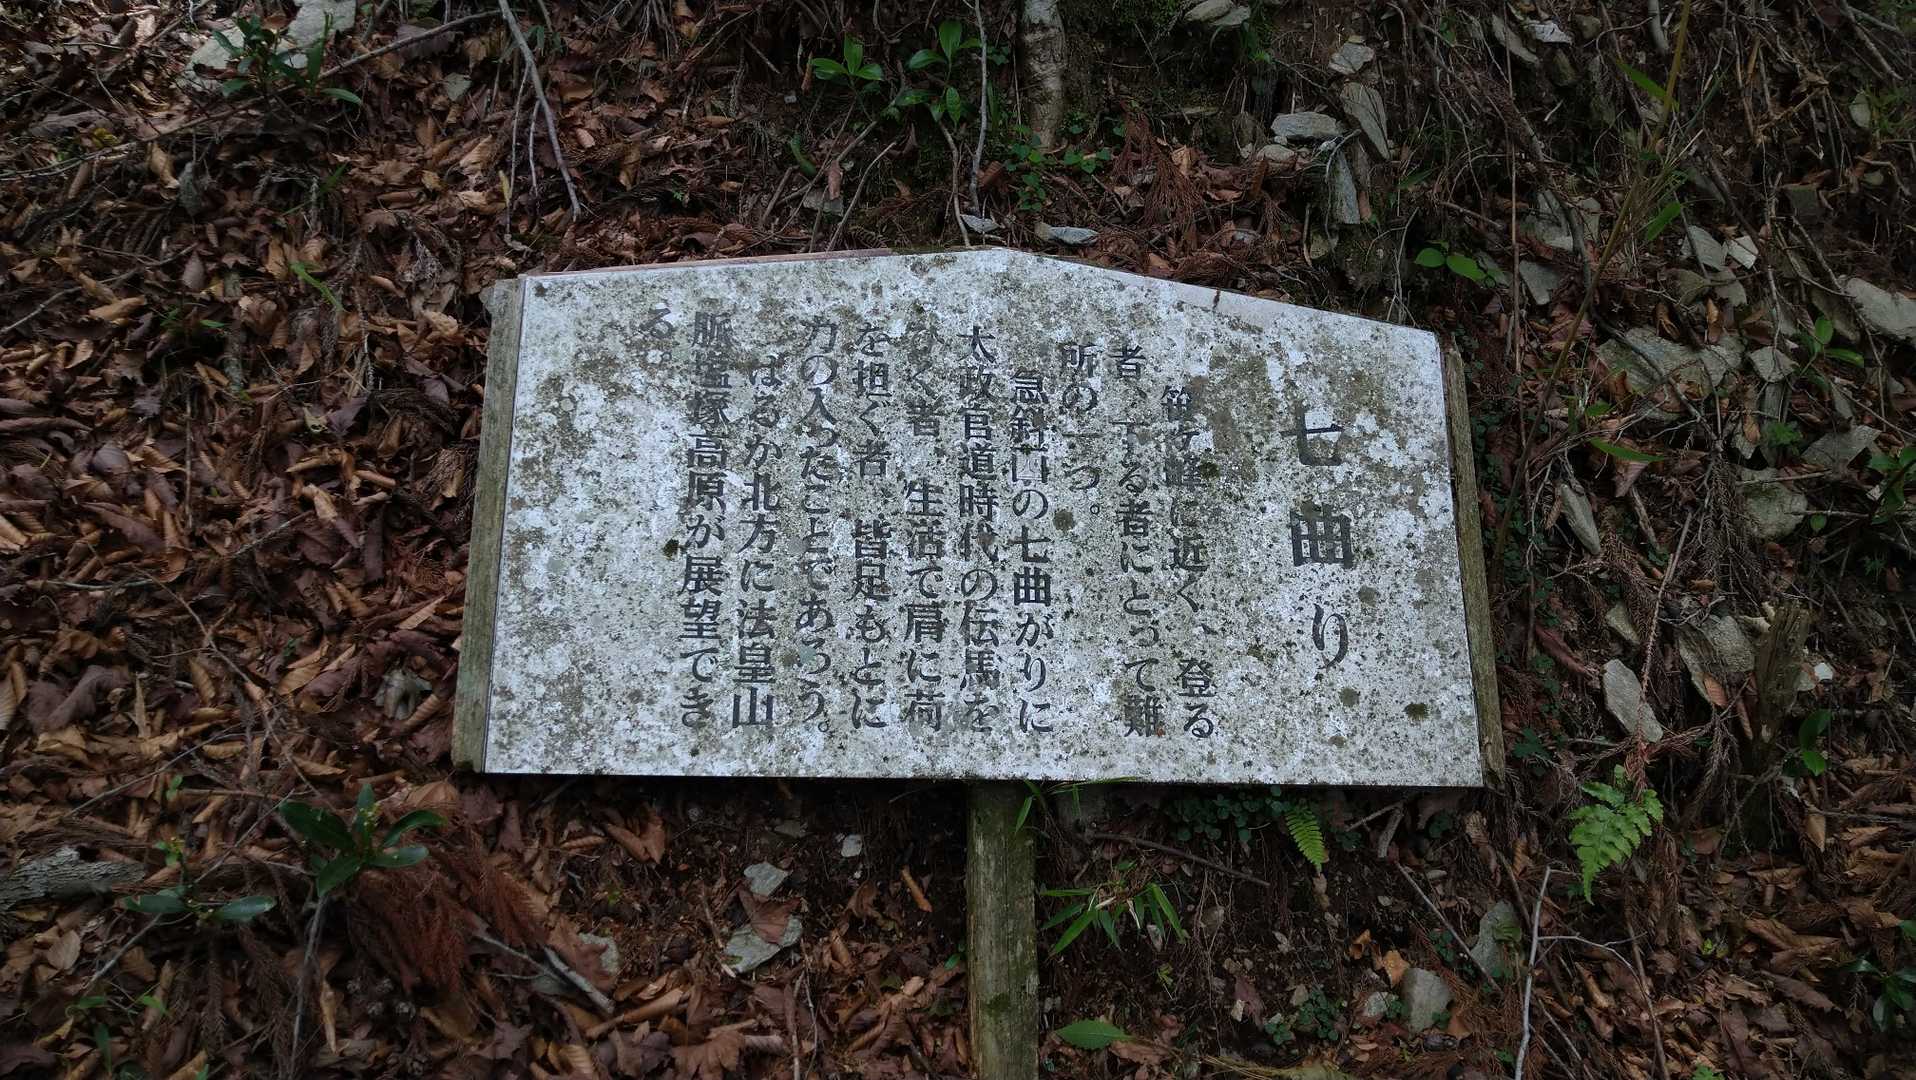 七曲り
笹ヶ峰に近く、登る
者、下る者にとって難
所の一つ。
急斜面の七曲がりに
太政官道時代の伝馬を
ひく者、生活で肩に荷
を担ぐ者、皆足もとに
力の入ったことであろう。
はるか北方に法皇山
脈塩塚高原が展望でき
る。